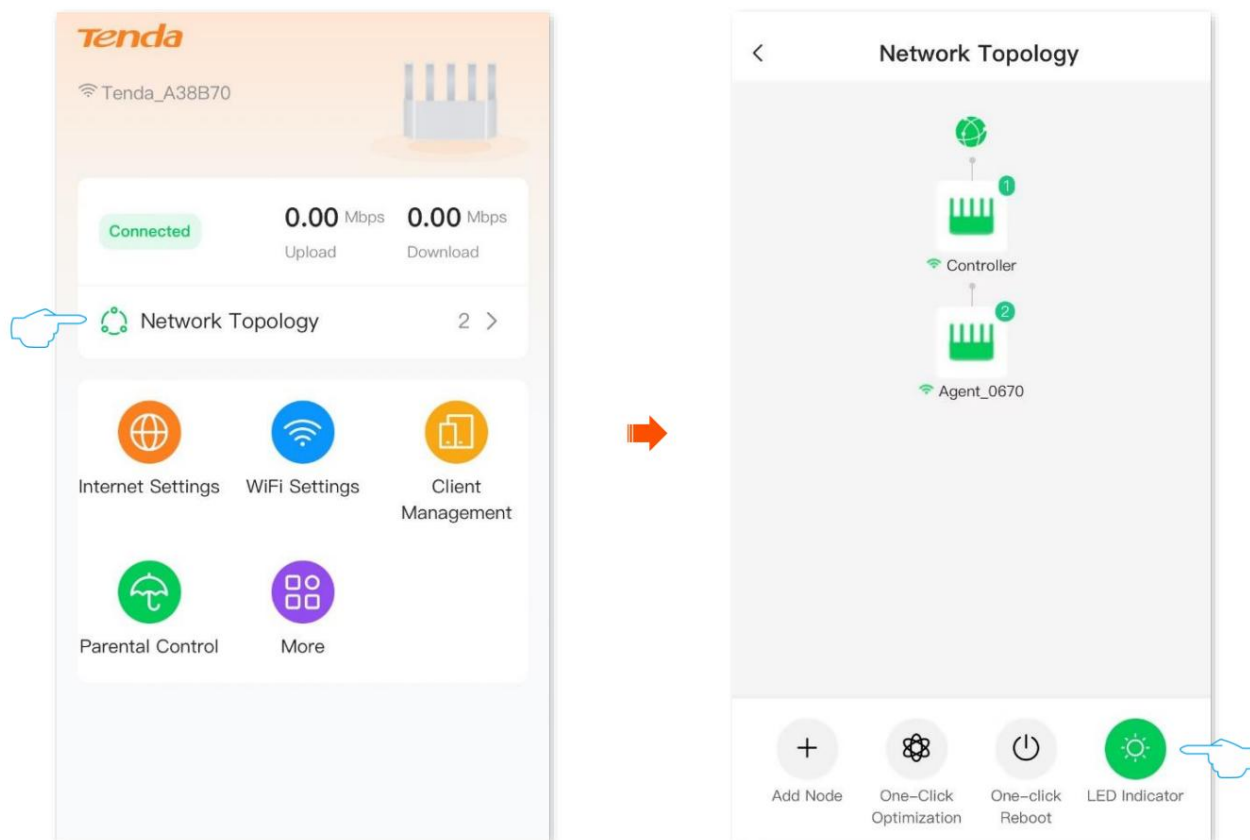 Tenda
Tenda_A38B70
Connected
0.00 Mbps
Upload
0.00 Mbps
Download
Network Topology
2
Internet Settings
WiFi Settings
Client
Management
Parental Control
More
Network Topology
1
Controller
2
Agent_0670
Add Node
One-Click
Optimization
One-click
Reboot
LED Indicator